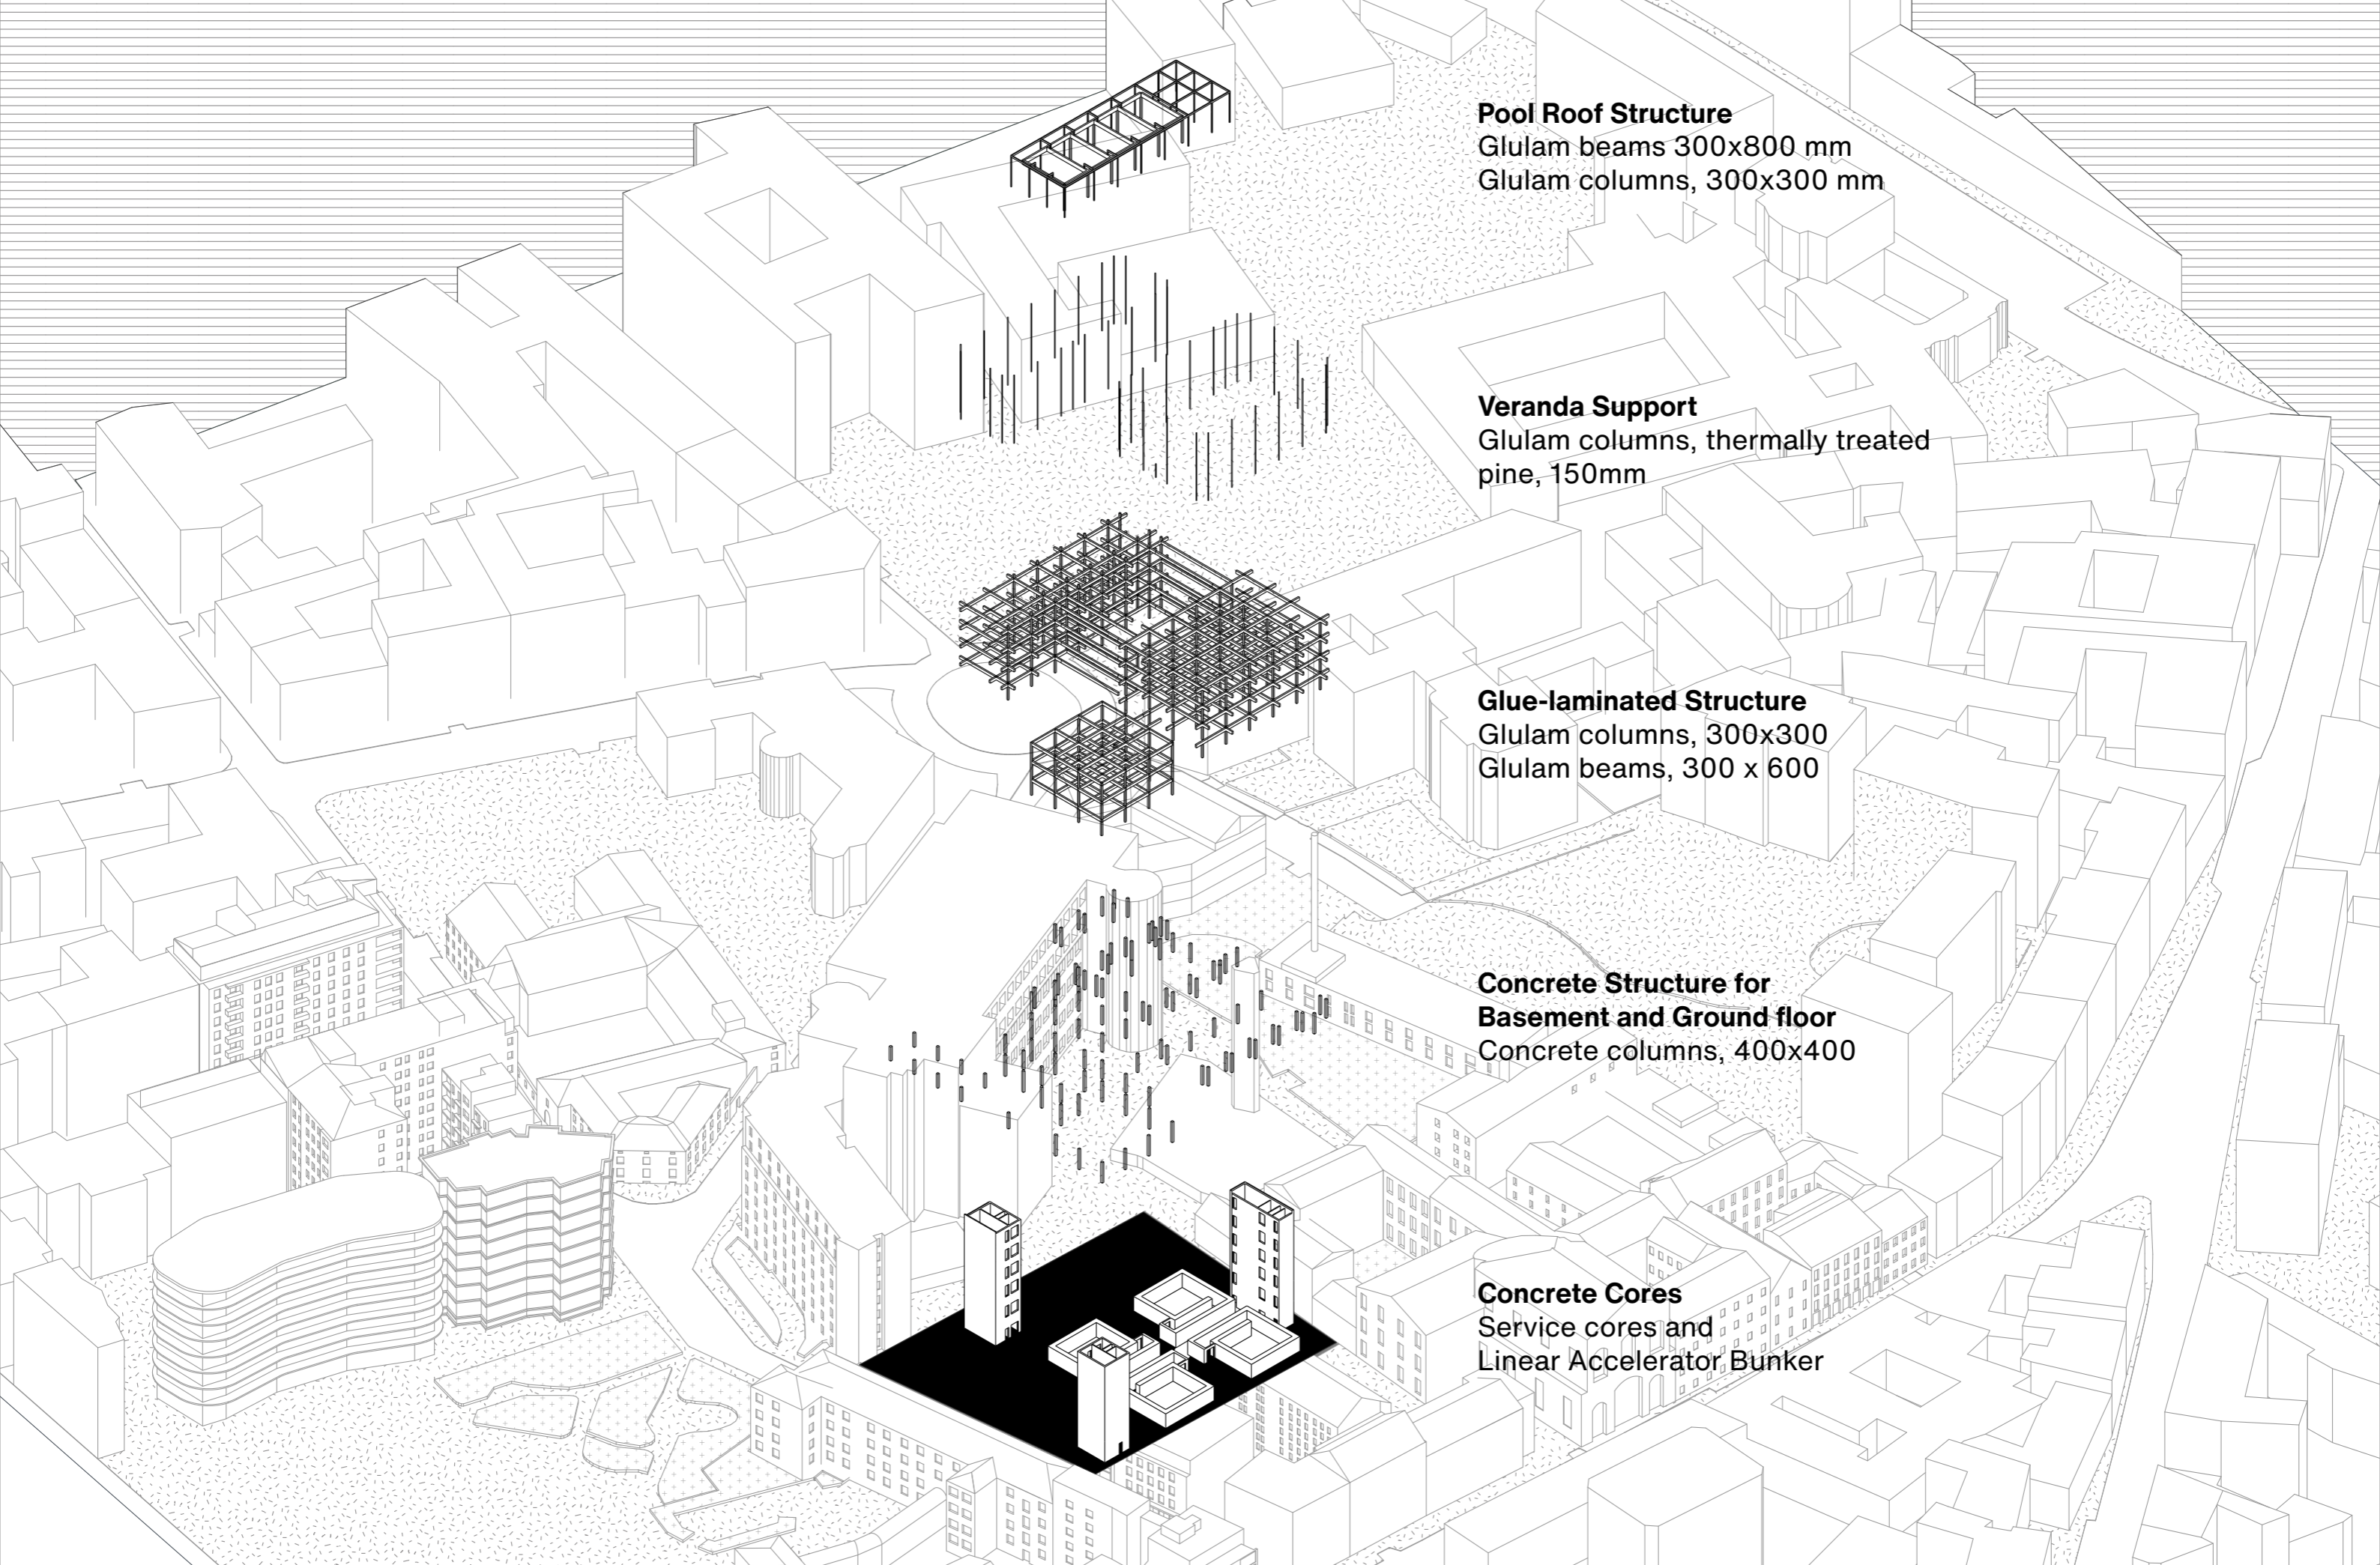 Pool Roof Structure
Glulam beams 300x800 mm
Glulam columns, 300x300 mm
Veranda Support
Glulam columns, thermally treated
pine, 150mm
Glue-laminated Structure
Glulam columns, 300x300
Glulam beams, 300 x 600
Concrete Structure for
Basement and Ground floor
Concrete columns, 400x400
Concrete Cores
Service cores and
Linear Accelerator Bunker